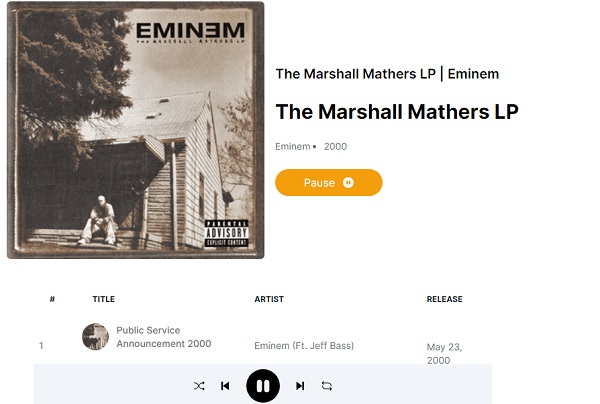 EMINEM
THE MARSHALL MATHERS LP
PARENTAL
ADVISORY
EXPLICIT CONTENT
The Marshall Mathers LP | Eminem
The Marshall Mathers LP
Eminem • 2000
Pause
# TITLE ARTIST RELEASE
1 Public Service Announcement 2000 Eminem (Ft. Jeff Bass) May 23, 2000